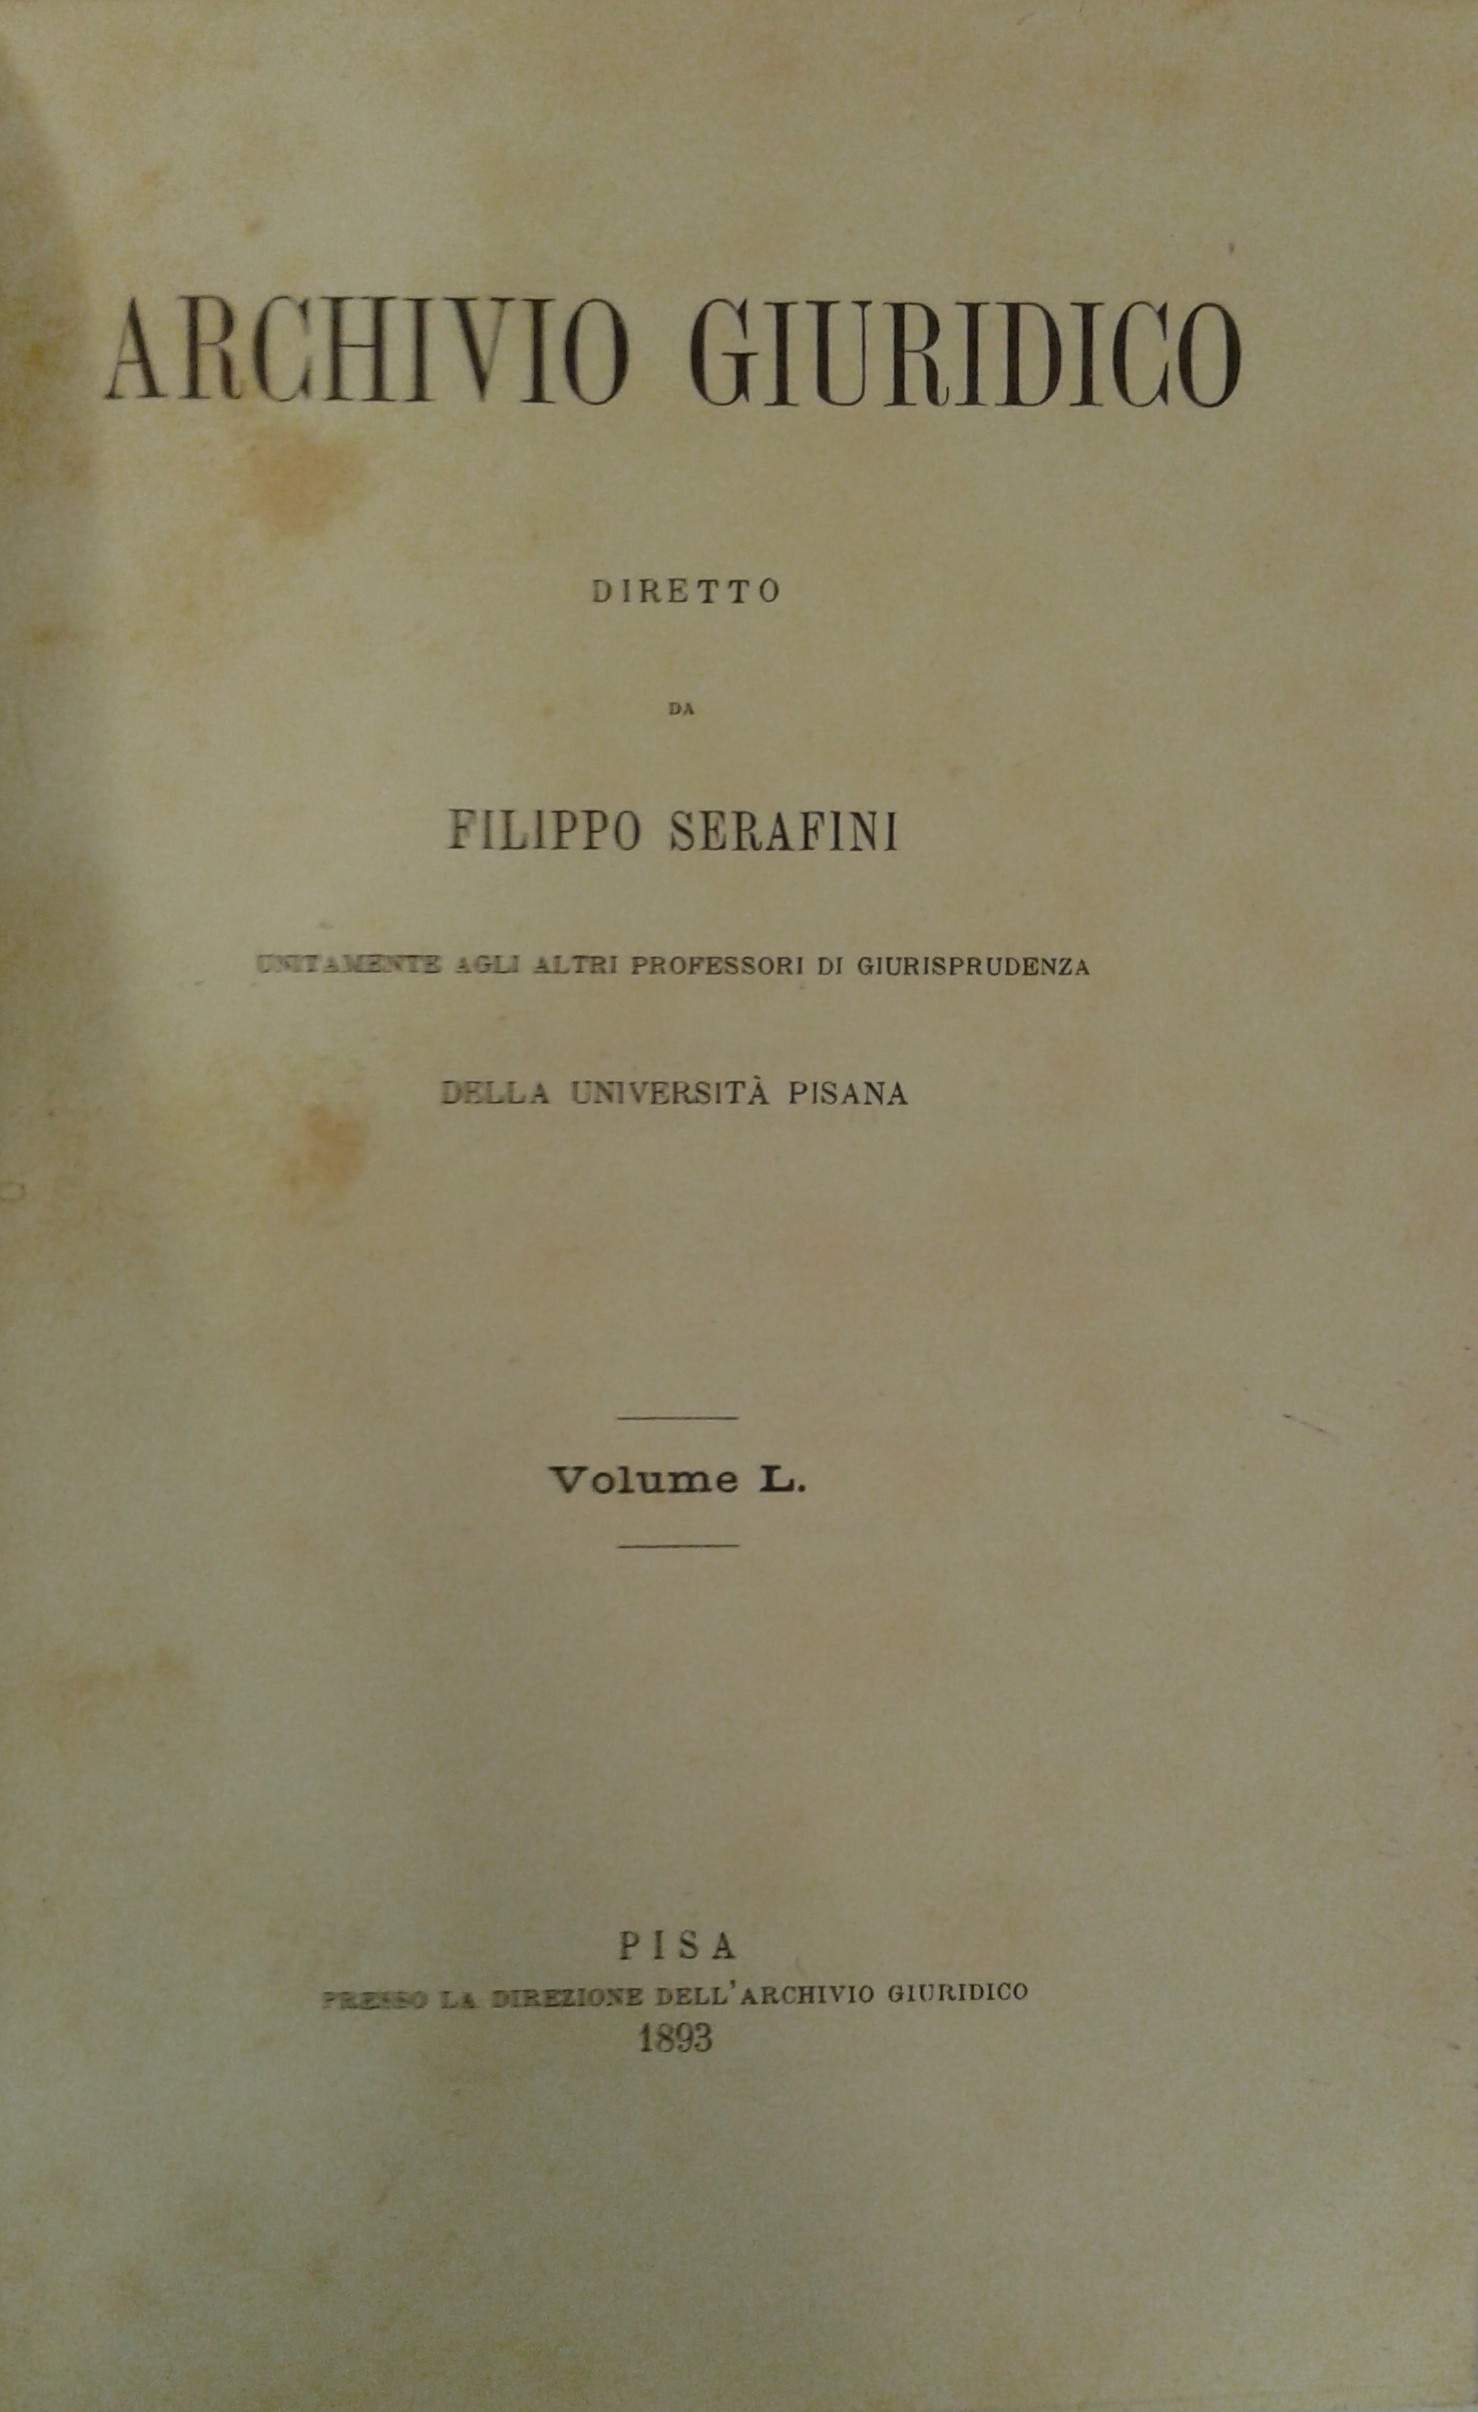 ARCHIVIO GIURIDICO
DIRETTO
DA
FILIPPO SERAFINI
UNITAMENTE AGLI ALTRI PROFESSORI DI GIURISPRUDENZA
DELLA UNIVERSITÀ PISANA
Volume L.
PISA
PRESSO LA DIREZIONE DELL'ARCHIVIO GIURIDICO
1893